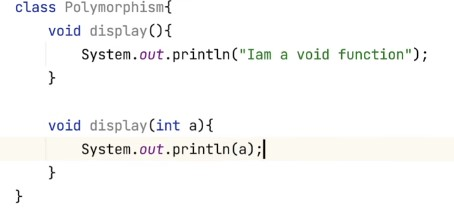 class Polymorphism{
    void display(){
        System.out.println("Iam a void function");
    }

    void display(int a){
        System.out.println(a);
    }
}